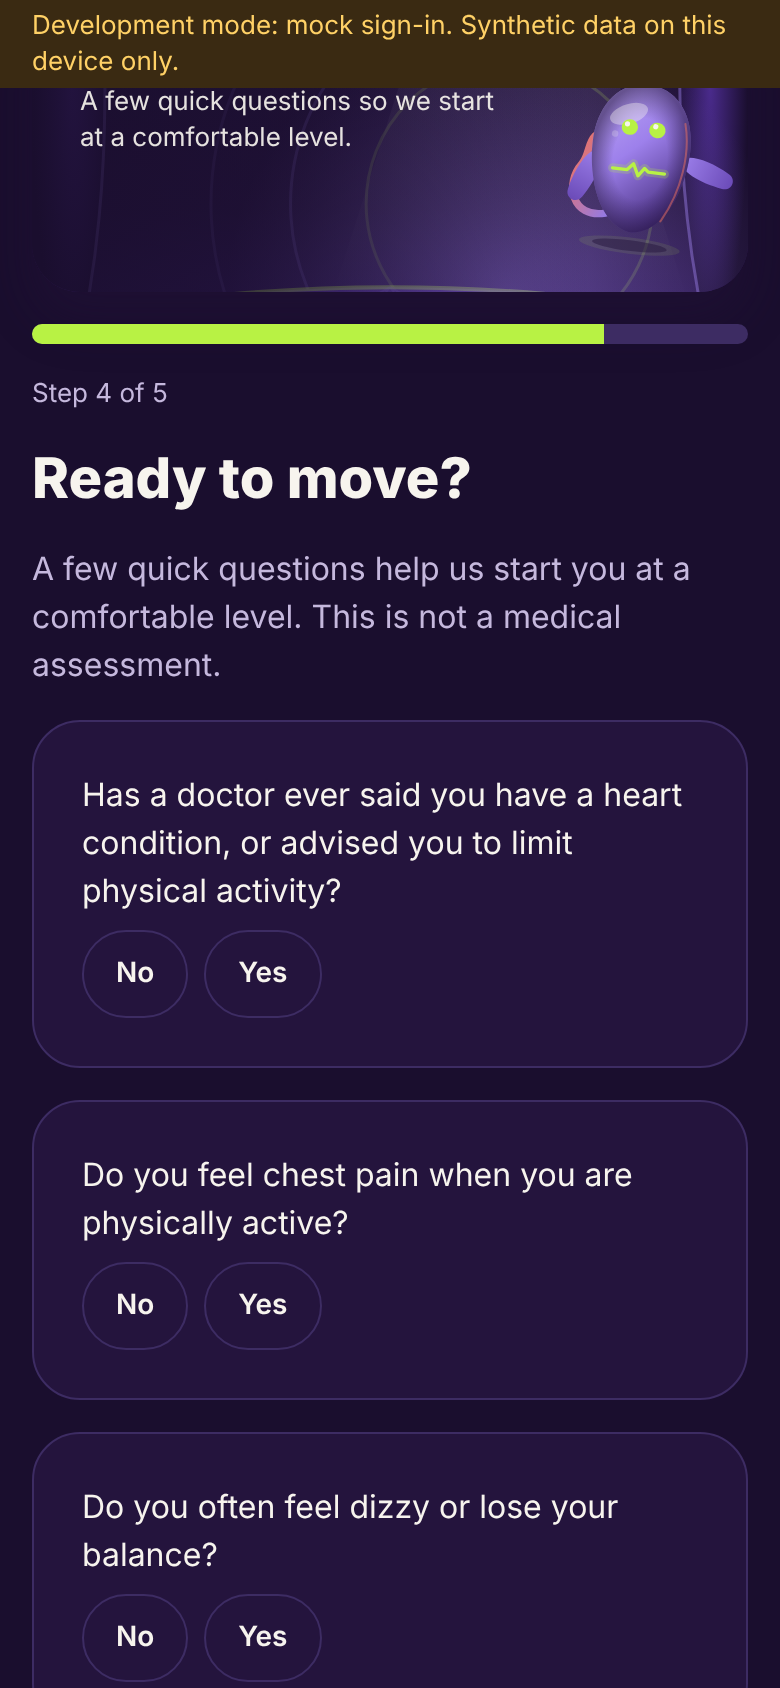 Development mode: mock sign-in. Synthetic data on this
device only.
A few quick questions so we start
at a comfortable level.
Step 4 of 5
Ready to move?
A few quick questions help us start you at a
comfortable level. This is not a medical
assessment.
Has a doctor ever said you have a heart
condition, or advised you to limit
physical activity?
No Yes
Do you feel chest pain when you are
physically active?
No Yes
Do you often feel dizzy or lose your
balance?
No Yes